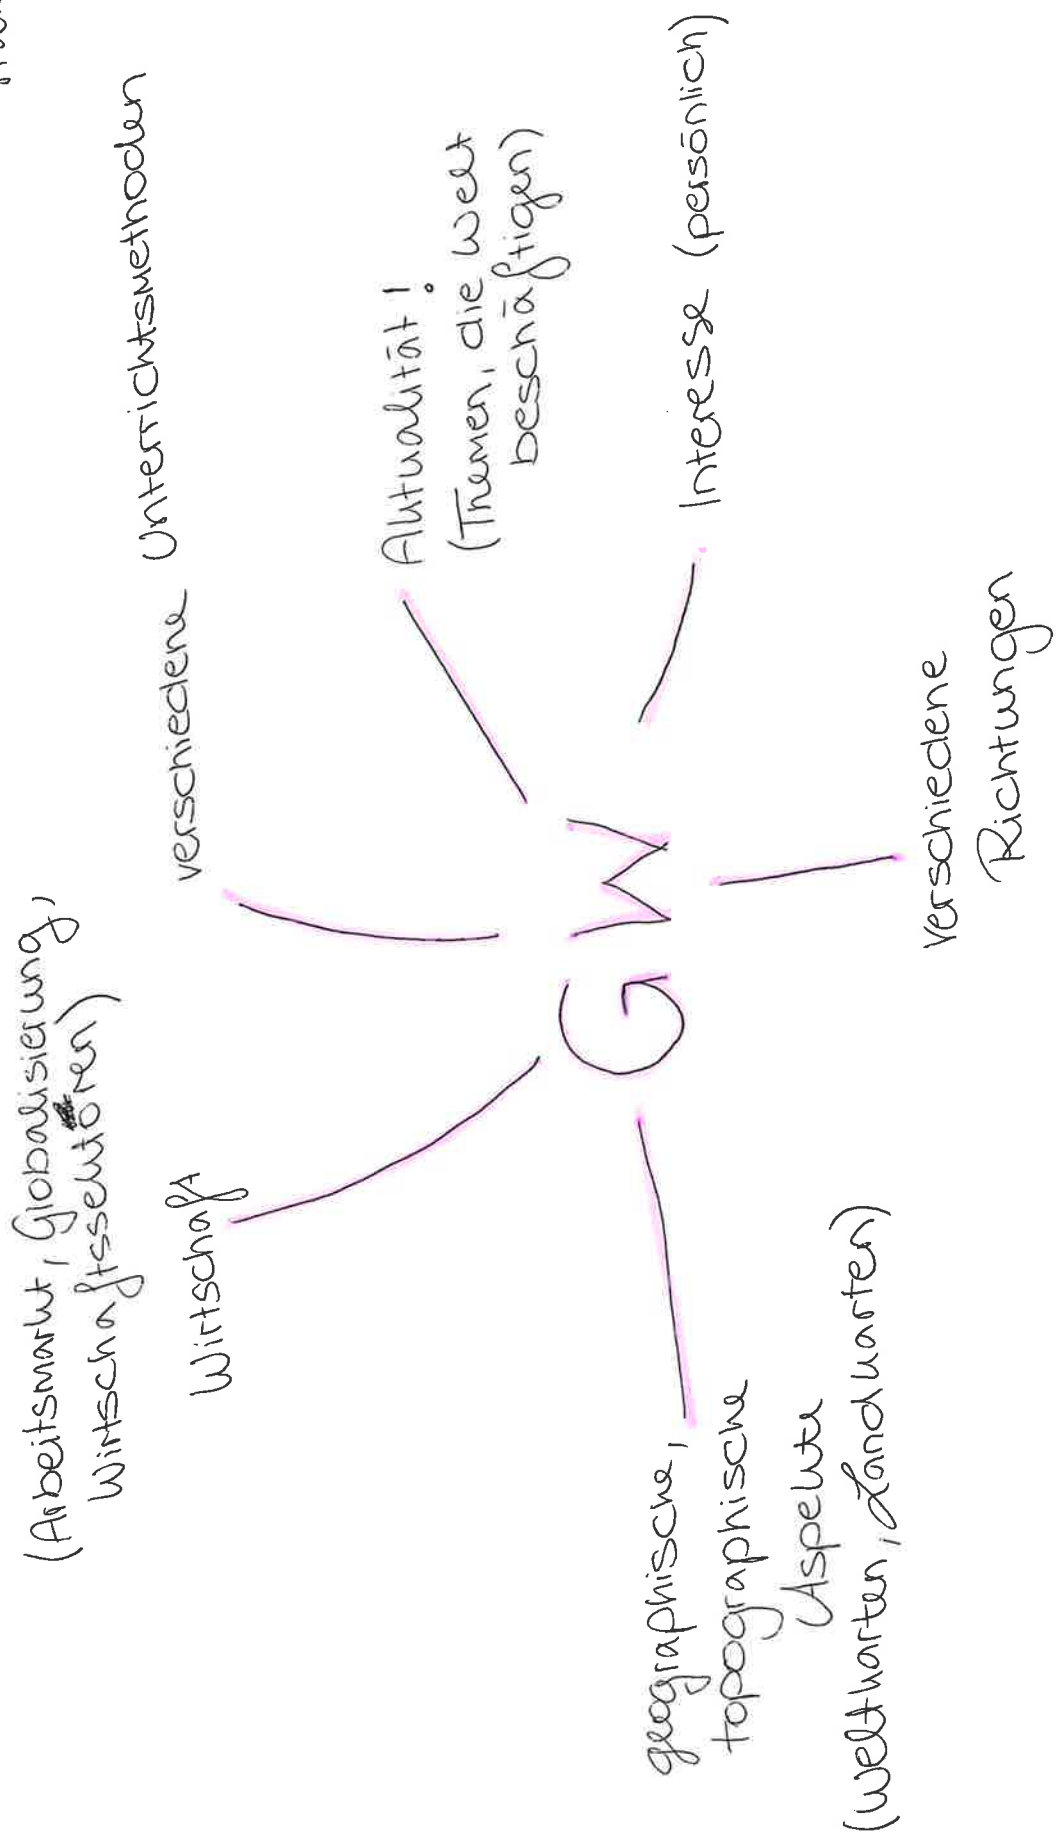 (Arbeitsmarkt, Globalisierung,
Wirtschaftssektoren)
Wirtschaft
verschiedene Unterrichtsmethoden
Aktualität!
(Themen, die Welt
beschäftigen)
GW
Interesse (persönlich)
geographische,
topographische
Aspekte
(Weltkarten, Landkarten)
verschiedene
Richtungen